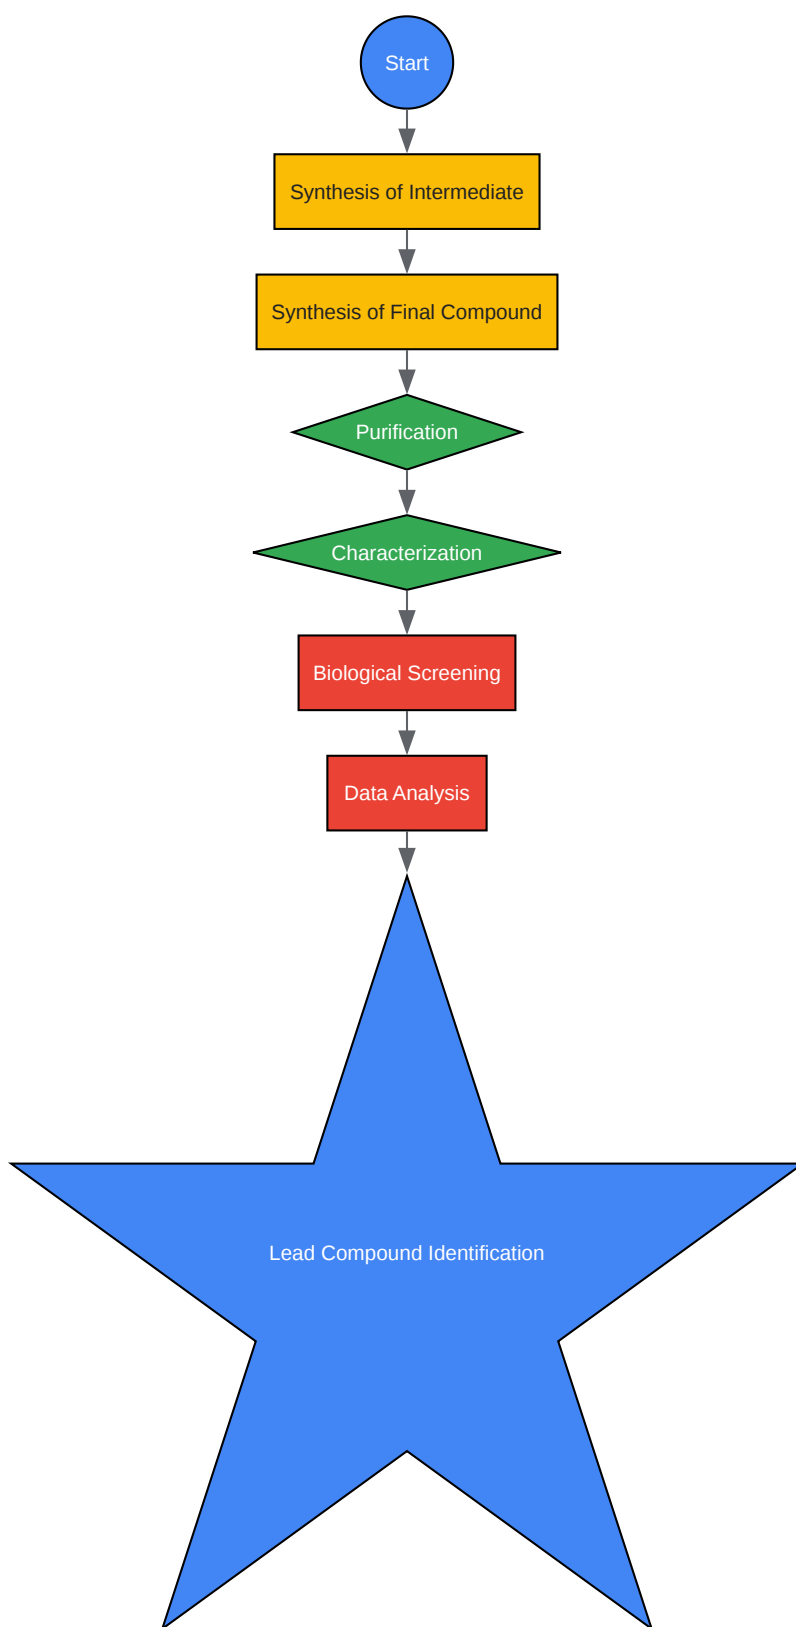 Start
Synthesis of Intermediate
Synthesis of Final Compound
Purification
Characterization
Biological Screening
Data Analysis
Lead Compound Identification